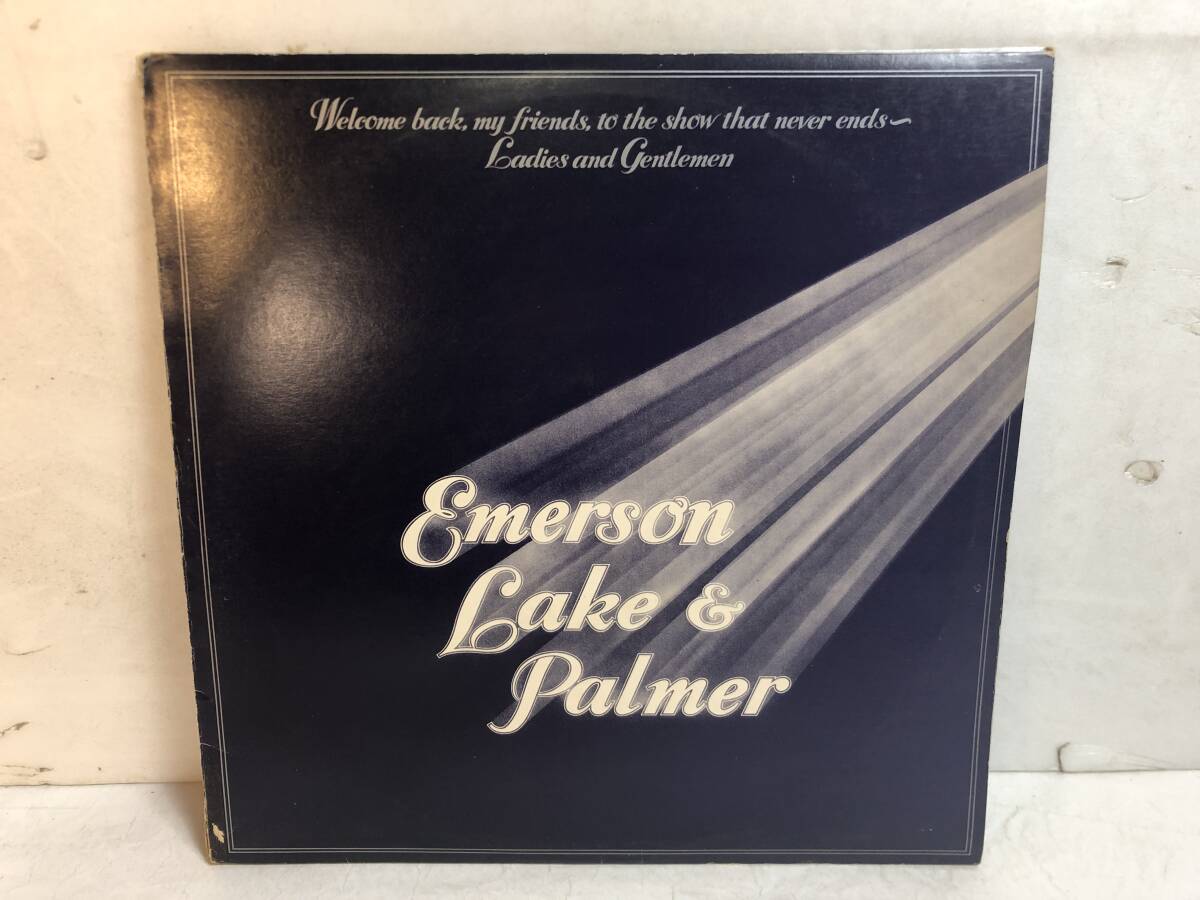 Welcome back, my friends, to the show that never ends~
Ladies and Gentlemen
Emerson
Lake &
Palmer